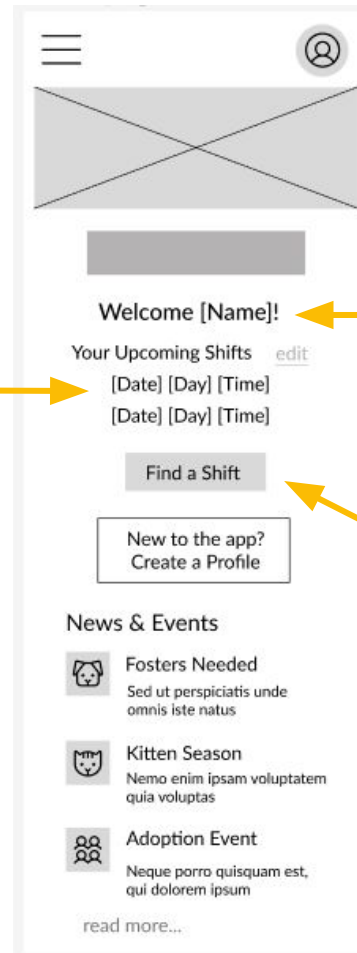 Welcome [Name]!
Your Upcoming Shifts edit
[Date] [Day] [Time]
[Date] [Day] [Time]
Find a Shift
New to the app?
Create a Profile
News & Events
Fosters Needed
Sed ut perspiciatis unde
omnis iste natus
Kitten Season
Nemo enim ipsam voluptatem
quia voluptas
Adoption Event
Neque porro quisquam est,
qui dolorem ipsum
read more...